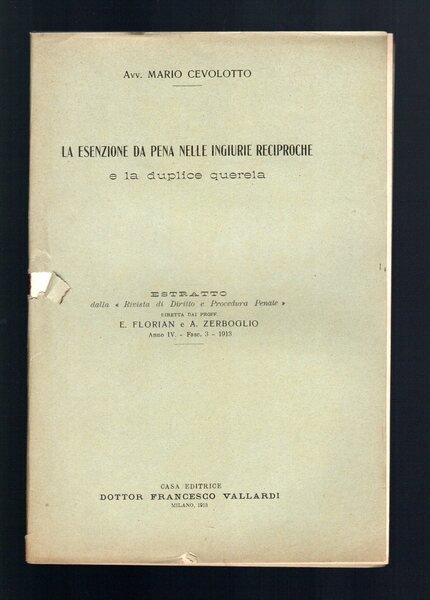 Avv. MARIO CEVOLOTTO
LA ESENZIONE DA PENA NELLE INGIURIE RECIPROCHE
e la duplice querela
ESTRATTO
dalla « Rivista di Diritto e Procedura Penale »
DIRETTA DAI PROFF.
E. FLORIAN e A. ZERBOGLIO
Anno IV. - Fasc. 3 - 1913
CASA EDITRICE
DOTTOR FRANCESCO VALLARDI
MILANO, 1913